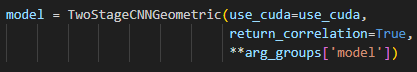 model = TwoStageCNNGeometric(use_cuda=use_cuda,
                             return_correlation=True,
                             **arg_groups['model'])